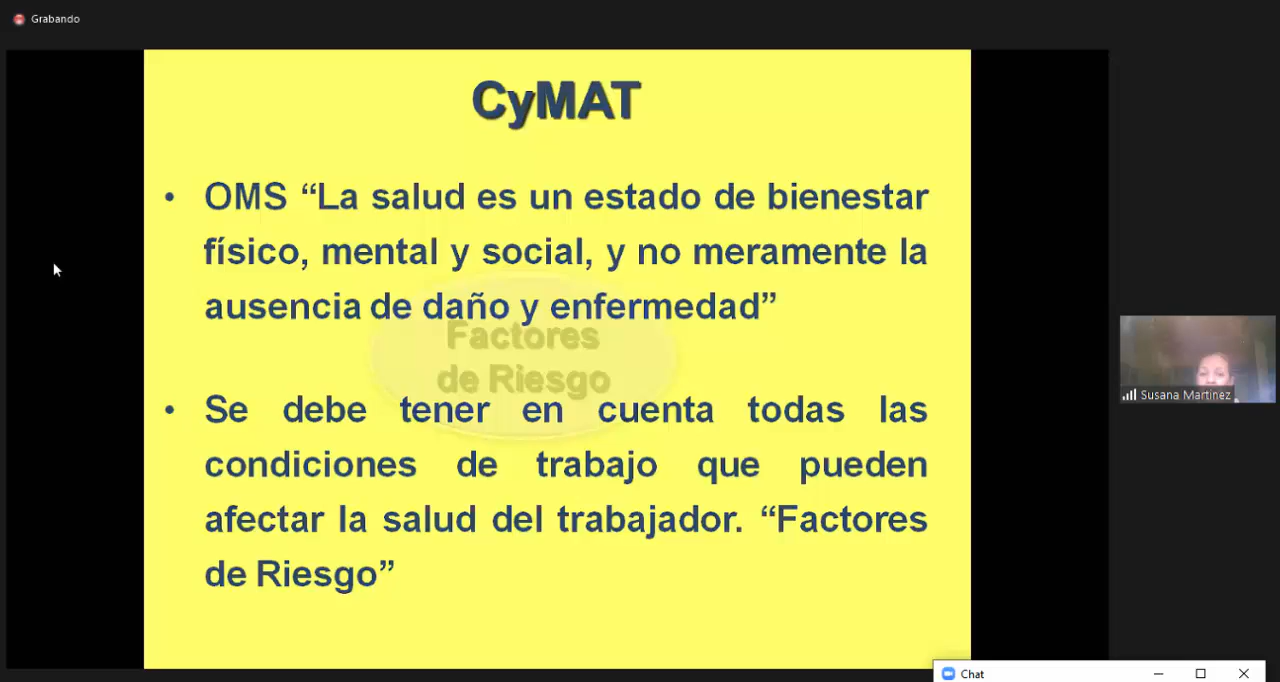 Grabando
CyMAT
• OMS “La salud es un estado de bienestar
físico, mental y social, y no meramente la
ausencia de daño y enfermedad”
Factores
de Riesgo
• Se debe tener en cuenta todas las
condiciones de trabajo que pueden
afectar la salud del trabajador. “Factores
de Riesgo”
Susana Martinez
Chat